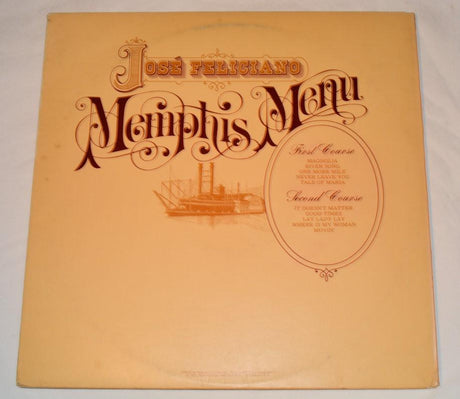 JOSÉ FELICIANO
Memphis Menu
First Course
MAGNOLIA
SEVEN SONG
ONE MORE MILE
NEVER LEAVE YOU
TALE OF MARIA
Second Course
IT DOESN'T MATTER
GOOD TIMES
LAY LADY LAY
WHERE IS MY WOMAN
MOVIN'